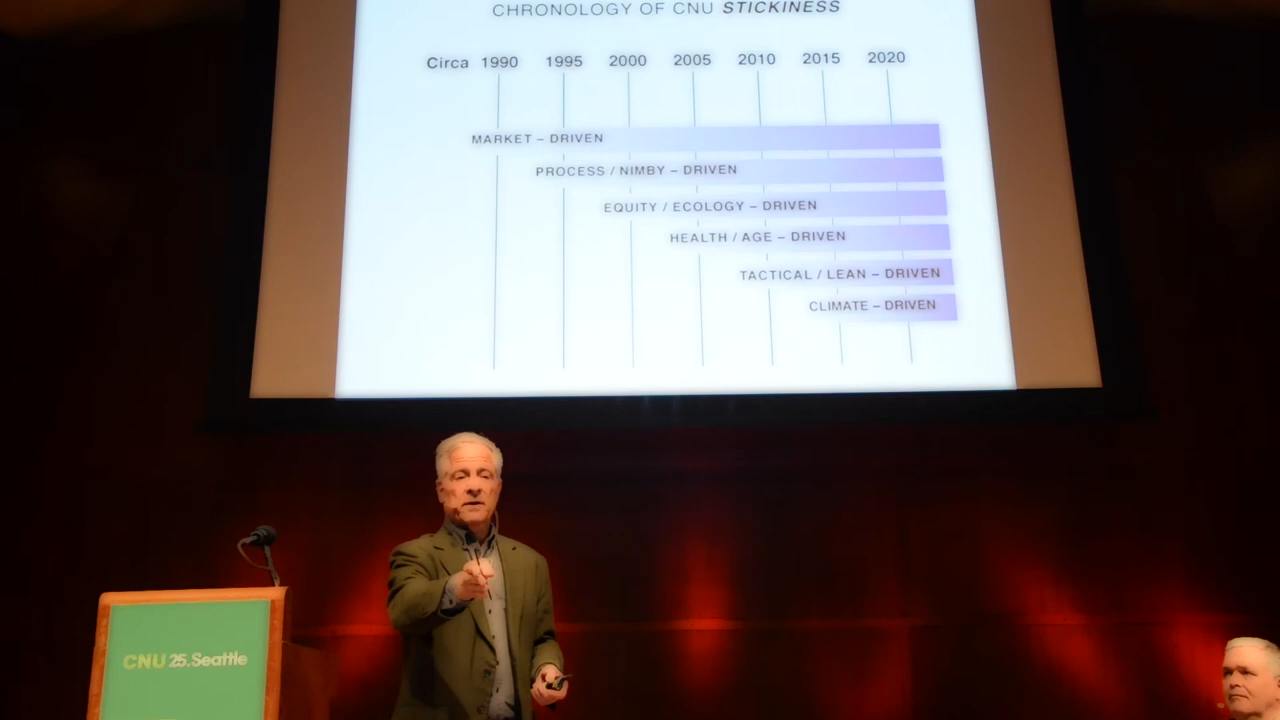 CHRONOLOGY OF CNU STICKINESS
Circa 1990 1995 2000 2005 2010 2015 2020
MARKET – DRIVEN
PROCESS / NIMBY – DRIVEN
EQUITY / ECOLOGY – DRIVEN
HEALTH / AGE – DRIVEN
TACTICAL / LEAN – DRIVEN
CLIMATE – DRIVEN
CNU 25.Seattle